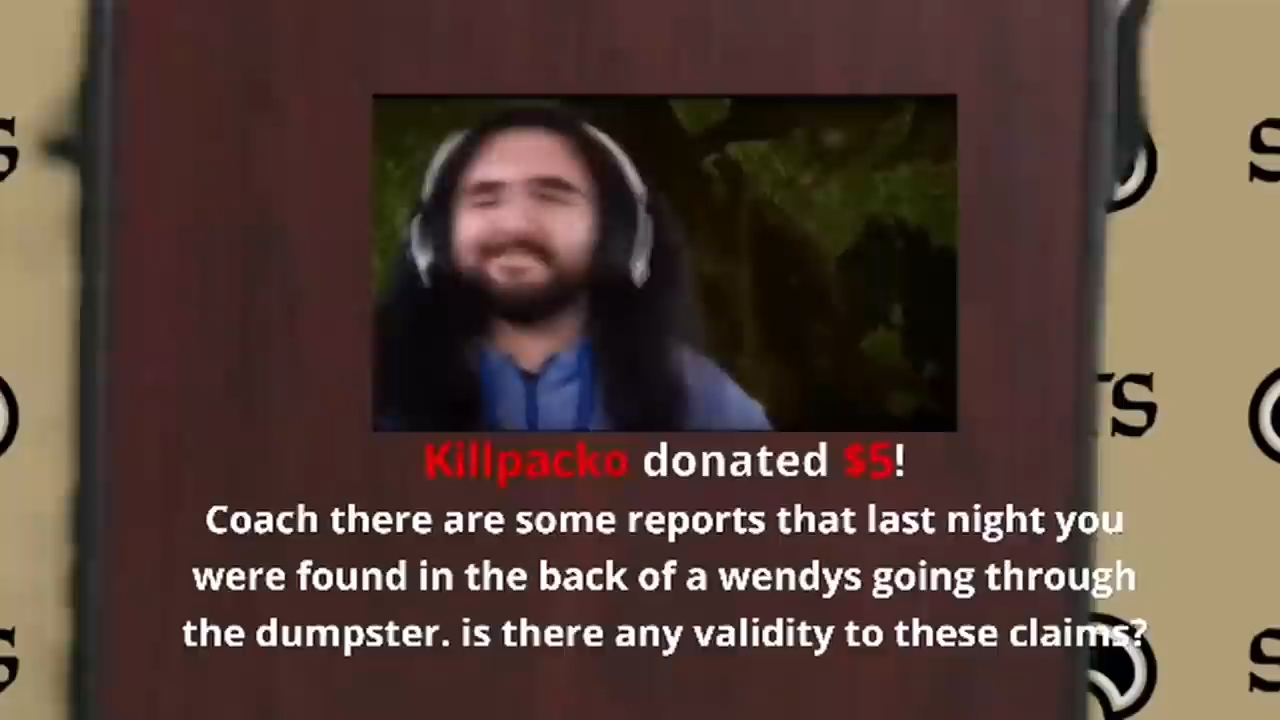 Killpacko donated $5!
Coach there are some reports that last night you
were found in the back of a wendys going through
the dumpster. is there any validity to these claims?